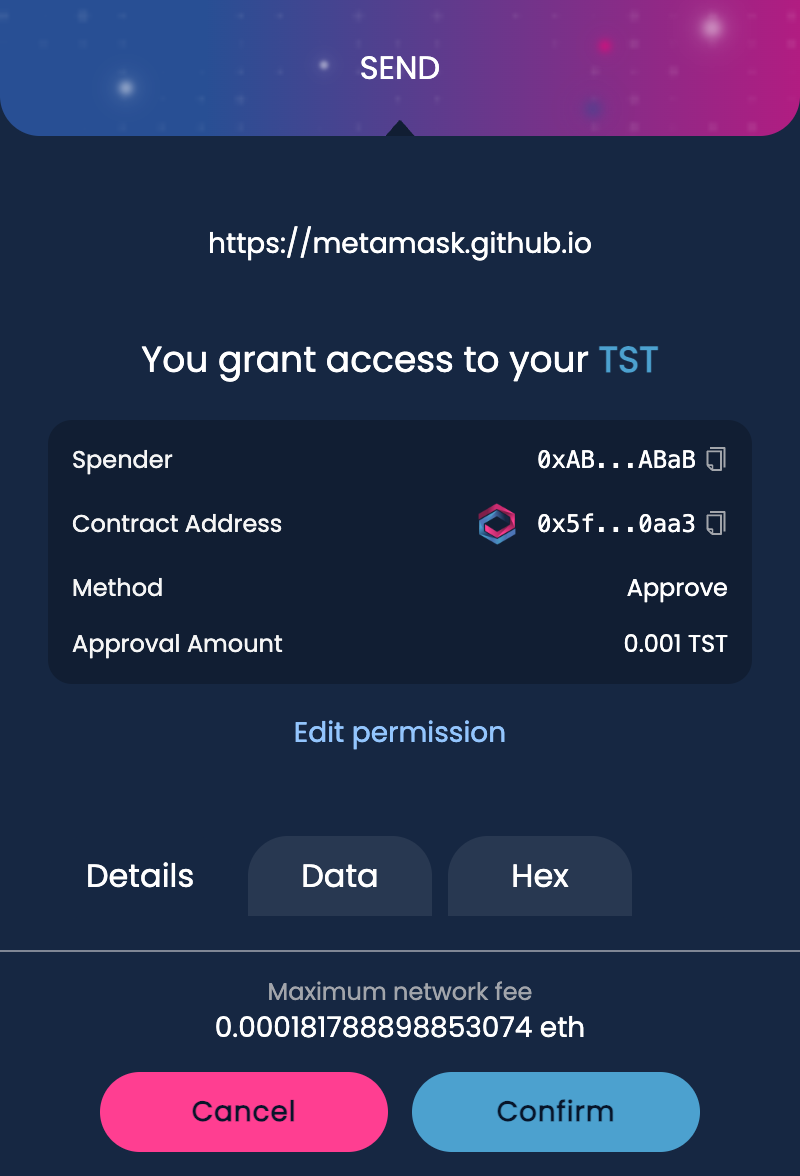 SEND
https://metamask.github.io
You grant access to your TST
Spender 0xAB...ABaB
Contract Address 0x5f...0aa3
Method Approve
Approval Amount 0.001 TST
Edit permission
Details Data Hex
Maximum network fee
0.000181788898853074 eth
Cancel Confirm